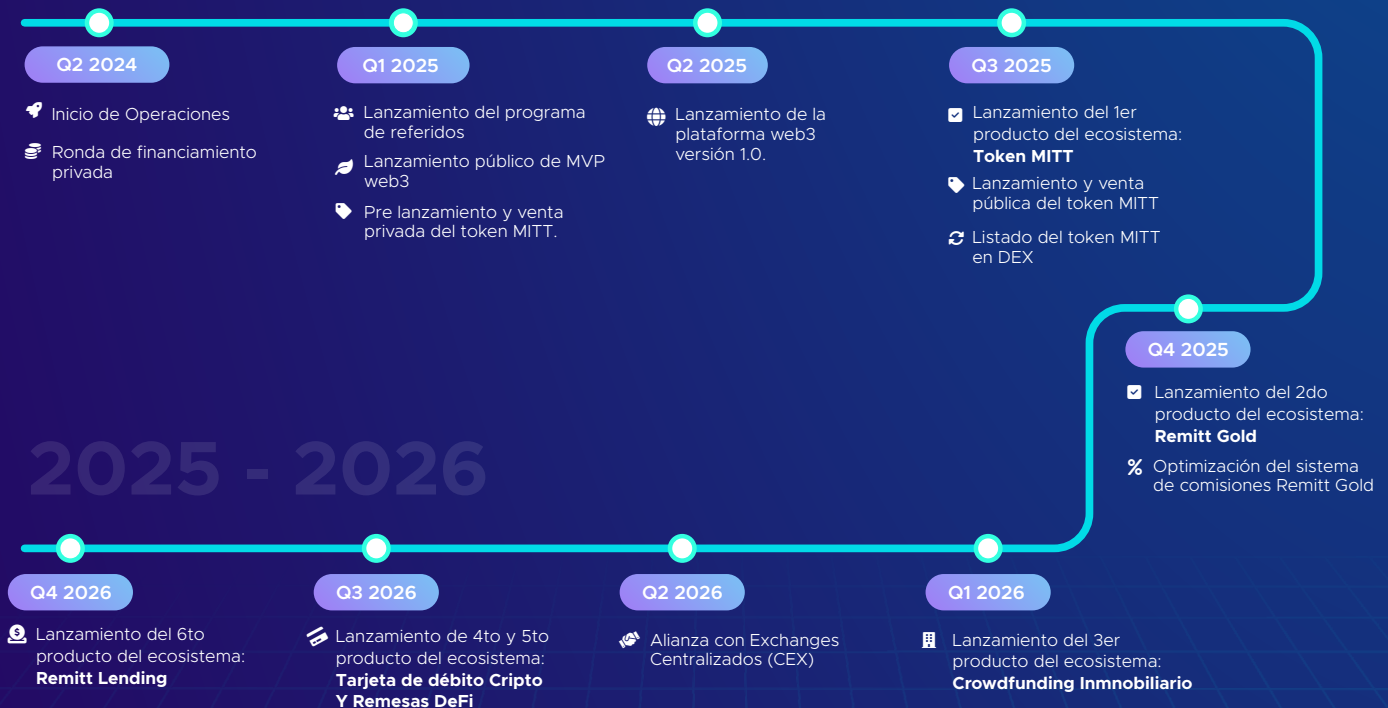 Q2 2024
Inicio de Operaciones
Ronda de financiamiento
privada
Q1 2025
Lanzamiento del programa
de referidos
Lanzamiento público de MVP
web3
Pre lanzamiento y venta
privada del token MITT.
Q2 2025
Lanzamiento de la
plataforma web3
versión 1.0.
Q3 2025
Lanzamiento del 1er
producto del ecosistema:
Token MITT
Lanzamiento y venta
pública del token MITT
Listado del token MITT
en DEX
Q4 2025
Lanzamiento del 2do
producto del ecosistema:
Remitt Gold
Optimización del sistema
de comisiones Remitt Gold
2025 - 2026
Q4 2026
Lanzamiento del 6to
producto del ecosistema:
Remitt Lending
Q3 2026
Lanzamiento de 4to y 5to
producto del ecosistema:
Tarjeta de débito Cripto
Y Remesas DeFi
Q2 2026
Alianza con Exchanges
Centralizados (CEX)
Q1 2026
Lanzamiento del 3er
producto del ecosistema:
Crowdfunding Inmnobiliario